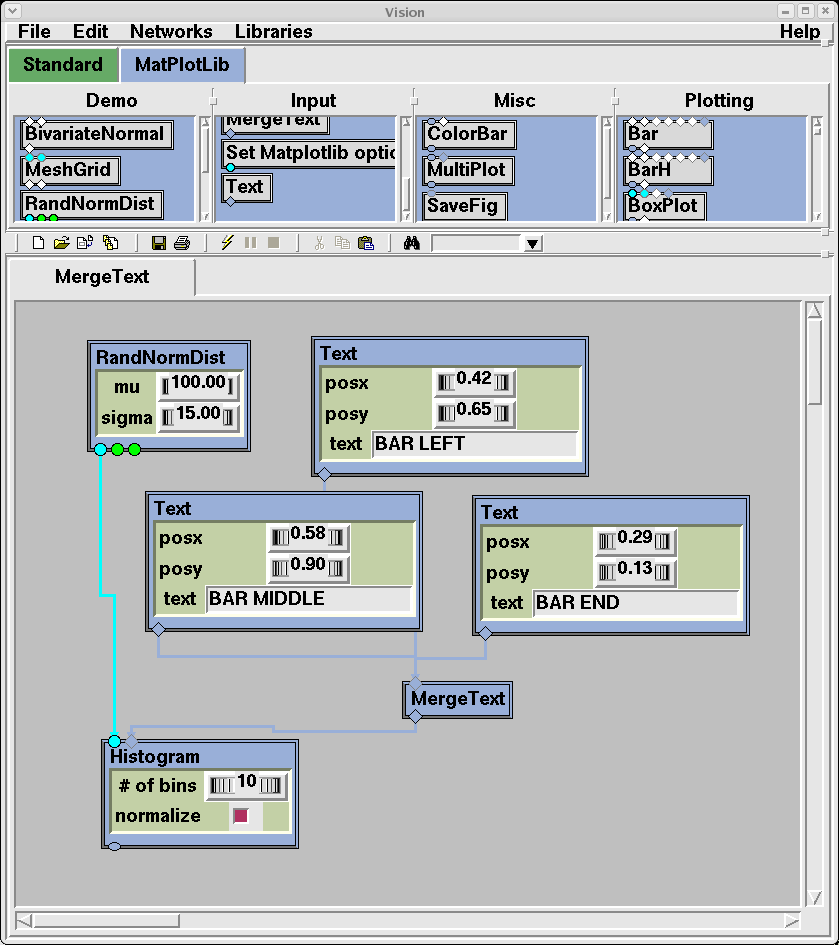 Vision
File Edit Networks Libraries Help
Standard MatPlotLib
Demo Input Misc Plotting
BivariateNormal MergeText ColorBar Bar
MeshGrid Set Matplotlib optio MultiPlot BarH
RandNormDist Text SaveFig BoxPlot
MergeText
RandNormDist
mu 100.00
sigma 15.00
Text
posx 0.42
posy 0.65
text BAR LEFT
Text
posx 0.58
posy 0.90
text BAR MIDDLE
Text
posx 0.29
posy 0.13
text BAR END
MergeText
Histogram
# of bins 10
normalize